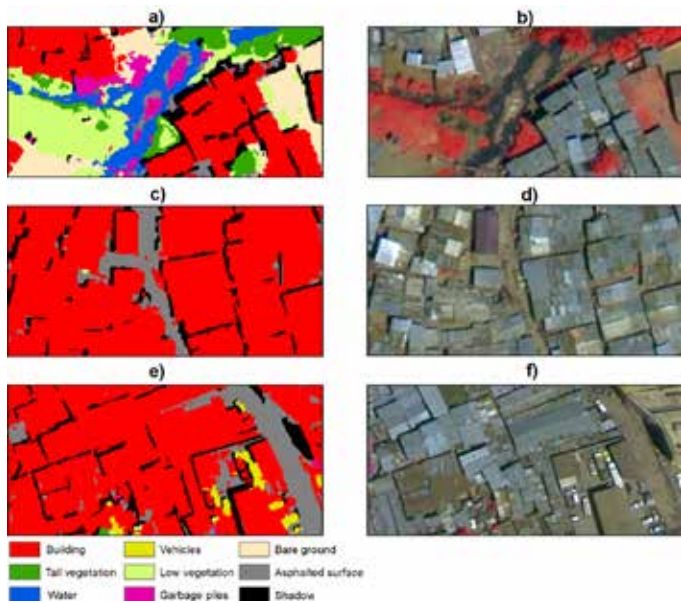 a)
b)
c)
d)
e)
f)
Building
Vehicles
Bare ground
Tall vegetation
Low vegetation
Asphalted surface
Water
Garbage piles
Shadow